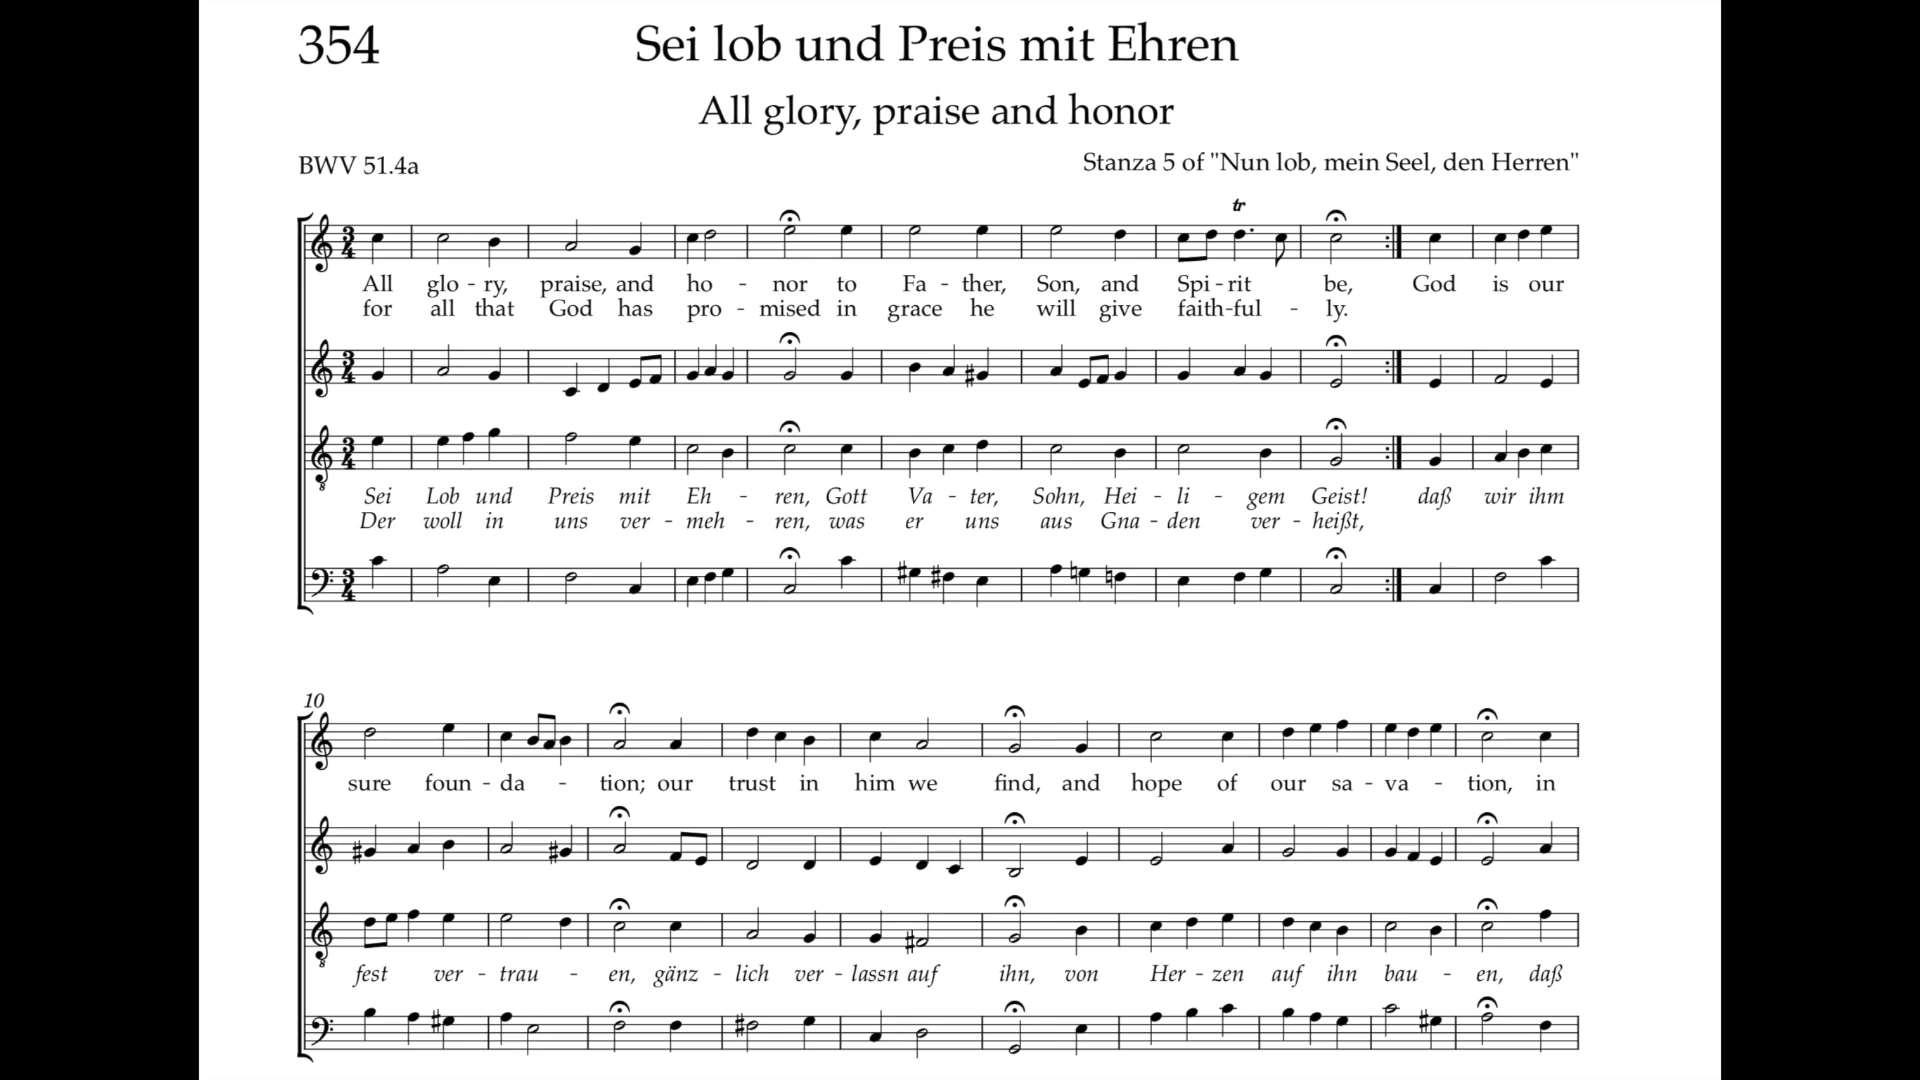 354
Sei lob und Preis mit Ehren
All glory, praise and honor
BWV 51.4a
Stanza 5 of "Nun lob, mein Seel, den Herren"
tr
All glo - ry, praise, and ho - nor to Fa - ther, Son, and Spi - rit be, God is our
for all that God has pro - mised in grace he will give faith-ful - ly.
Sei Lob und Preis mit Eh - ren, Gott Va - ter, Sohn, Hei - li - gem Geist! daß wir ihm
Der woll in uns ver - meh - ren, was er uns aus Gna - den ver - heißt,
10
sure foun - da - tion; our trust in him we find, and hope of our sa - va - tion, in
fest ver - trau - en, gänz - lich ver - lassn auf ihn, von Her - zen auf ihn bau - en, daß